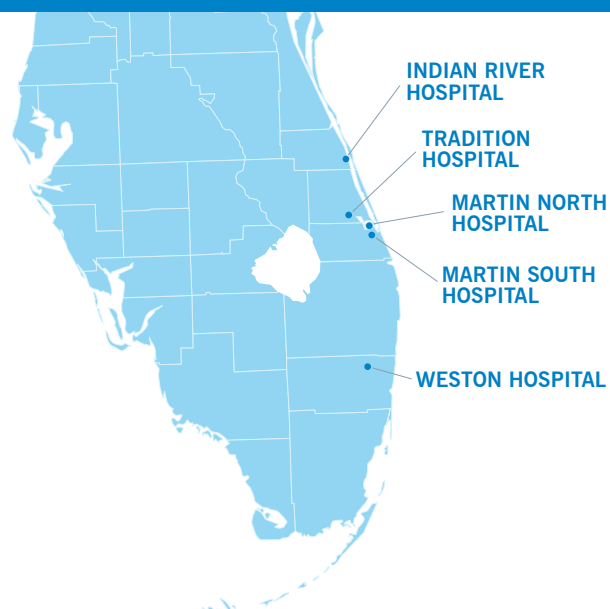 INDIAN RIVER
HOSPITAL
TRADITION
HOSPITAL
MARTIN NORTH
HOSPITAL
MARTIN SOUTH
HOSPITAL
WESTON HOSPITAL